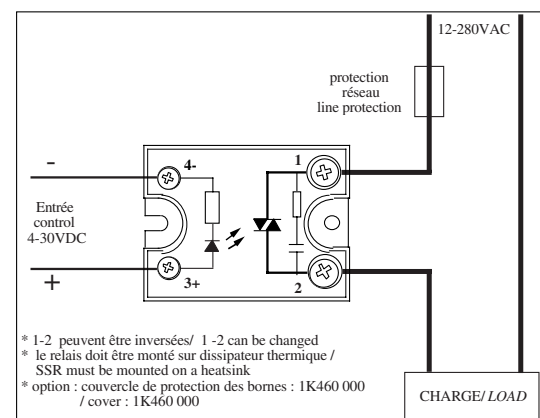 12-280VAC
protection
réseau
line protection
-
4-
1
Entrée
control
4-30VDC
+
3+
2
* 1-2 peuvent être inversées/ 1 -2 can be changed
* le relais doit être monté sur dissipateur thermique /
SSR must be mounted on a heatsink
* option : couvercle de protection des bornes : 1K460 000
/ cover : 1K460 000
CHARGE/ LOAD